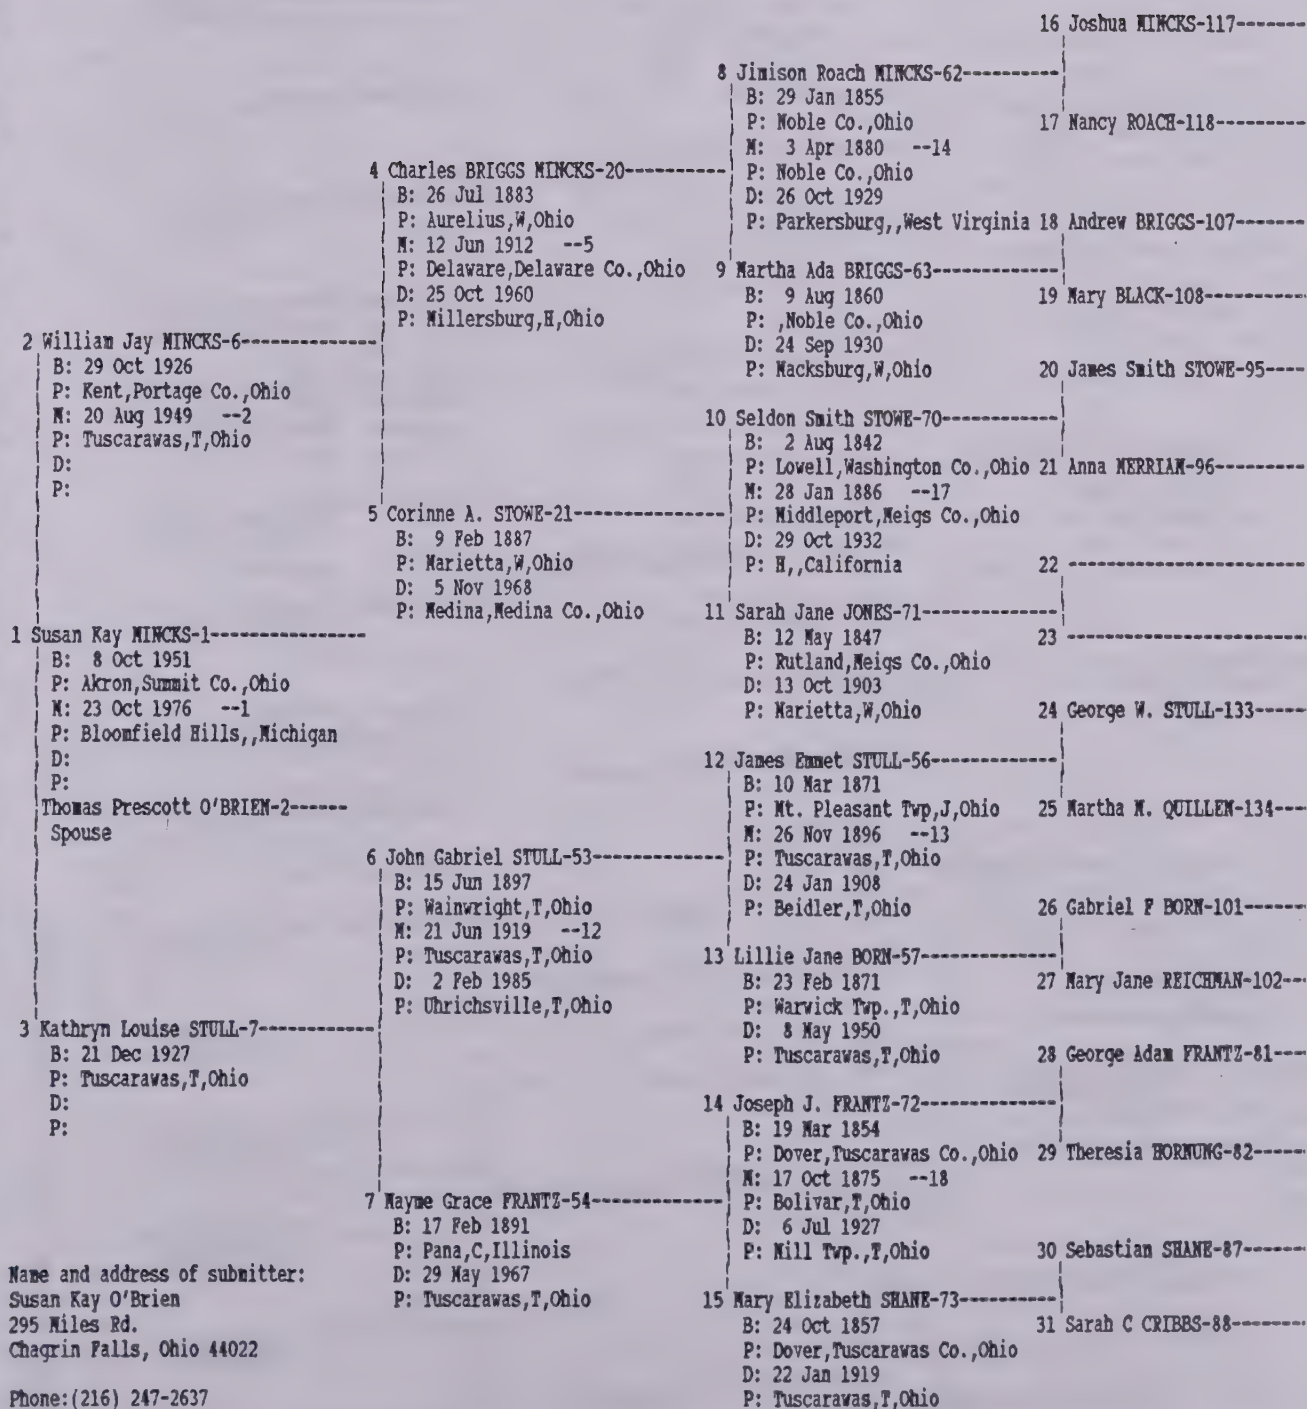 16 Joshua MINCKS-117
8 Jimison Roach MINCKS-62
B: 29 Jan 1855
P: Noble Co.,Ohio
17 Nancy ROACH-118
M: 3 Apr 1880 --14
4 Charles BRIGGS MINCKS-20
P: Noble Co.,Ohio
B: 26 Jul 1883
D: 26 Oct 1929
P: Aurelius,W,Ohio
P: Parkersburg,,West Virginia
18 Andrew BRIGGS-107
M: 12 Jun 1912 --5
P: Delaware,Delaware Co.,Ohio
9 Martha Ada BRIGGS-63
D: 25 Oct 1960
B: 9 Aug 1860
19 Mary BLACK-108
P: Millersburg,H,Ohio
P: ,Noble Co.,Ohio
2 William Jay MINCKS-6
D: 24 Sep 1930
B: 29 Oct 1926
P: Macksburg,W,Ohio
20 James Smith STOWE-95
P: Kent,Portage Co.,Ohio
M: 20 Aug 1949 --2
10 Seldon Smith STOWE-70
P: Tuscarawas,T,Ohio
B: 2 Aug 1842
D:
P: Lowell,Washington Co.,Ohio
21 Anna MERRIAM-96
P:
M: 28 Jan 1886 --17
5 Corinne A. STOWE-21
P: Middleport,Meigs Co.,Ohio
B: 9 Feb 1887
D: 29 Oct 1932
P: Marietta,W,Ohio
P: H,,California
22
D: 5 Nov 1968
P: Medina,Medina Co.,Ohio
11 Sarah Jane JONES-71
1 Susan Kay MINCKS-1
B: 12 May 1847
23
B: 8 Oct 1951
P: Rutland,Meigs Co.,Ohio
P: Akron,Summit Co.,Ohio
D: 13 Oct 1903
M: 23 Oct 1976 --1
P: Marietta,W,Ohio
24 George W. STULL-133
P: Bloomfield Hills,,Michigan
D:
12 James Emmet STULL-56
P:
B: 10 Mar 1871
Thomas Prescott O'BRIEN-2
P: Mt. Pleasant Twp,J,Ohio
25 Martha M. QUILLEN-134
Spouse
M: 26 Nov 1896 --13
6 John Gabriel STULL-53
P: Tuscarawas,T,Ohio
B: 15 Jun 1897
D: 24 Jan 1908
P: Wainwright,T,Ohio
P: Beidler,T,Ohio
26 Gabriel F BORN-101
M: 21 Jun 1919 --12
P: Tuscarawas,T,Ohio
13 Lillie Jane BORN-57
D: 2 Feb 1985
B: 23 Feb 1871
27 Mary Jane REICHMAN-102
P: Uhrichsville,T,Ohio
P: Warwick Twp.,T,Ohio
3 Kathryn Louise STULL-7
D: 8 May 1950
B: 21 Dec 1927
P: Tuscarawas,T,Ohio
28 George Adam FRANTZ-81
P: Tuscarawas,T,Ohio
D:
14 Joseph J. FRANTZ-72
P:
B: 19 Mar 1854
P: Dover,Tuscarawas Co.,Ohio
29 Theresia HORNUNG-82
M: 17 Oct 1875 --18
7 Mayme Grace FRANTZ-54
P: Bolivar,T,Ohio
B: 17 Feb 1891
D: 6 Jul 1927
P: Pana,C,Illinois
P: Mill Twp.,T,Ohio
30 Sebastian SHANE-87
Name and address of submitter:
D: 29 May 1967
Susan Kay O'Brien
P: Tuscarawas,T,Ohio
15 Mary Elizabeth SHANE-73
295 Miles Rd.
B: 24 Oct 1857
31 Sarah C CRIBBS-88
Chagrin Falls, Ohio 44022
P: Dover,Tuscarawas Co.,Ohio
D: 22 Jan 1919
Phone:(216) 247-2637
P: Tuscarawas,T,Ohio